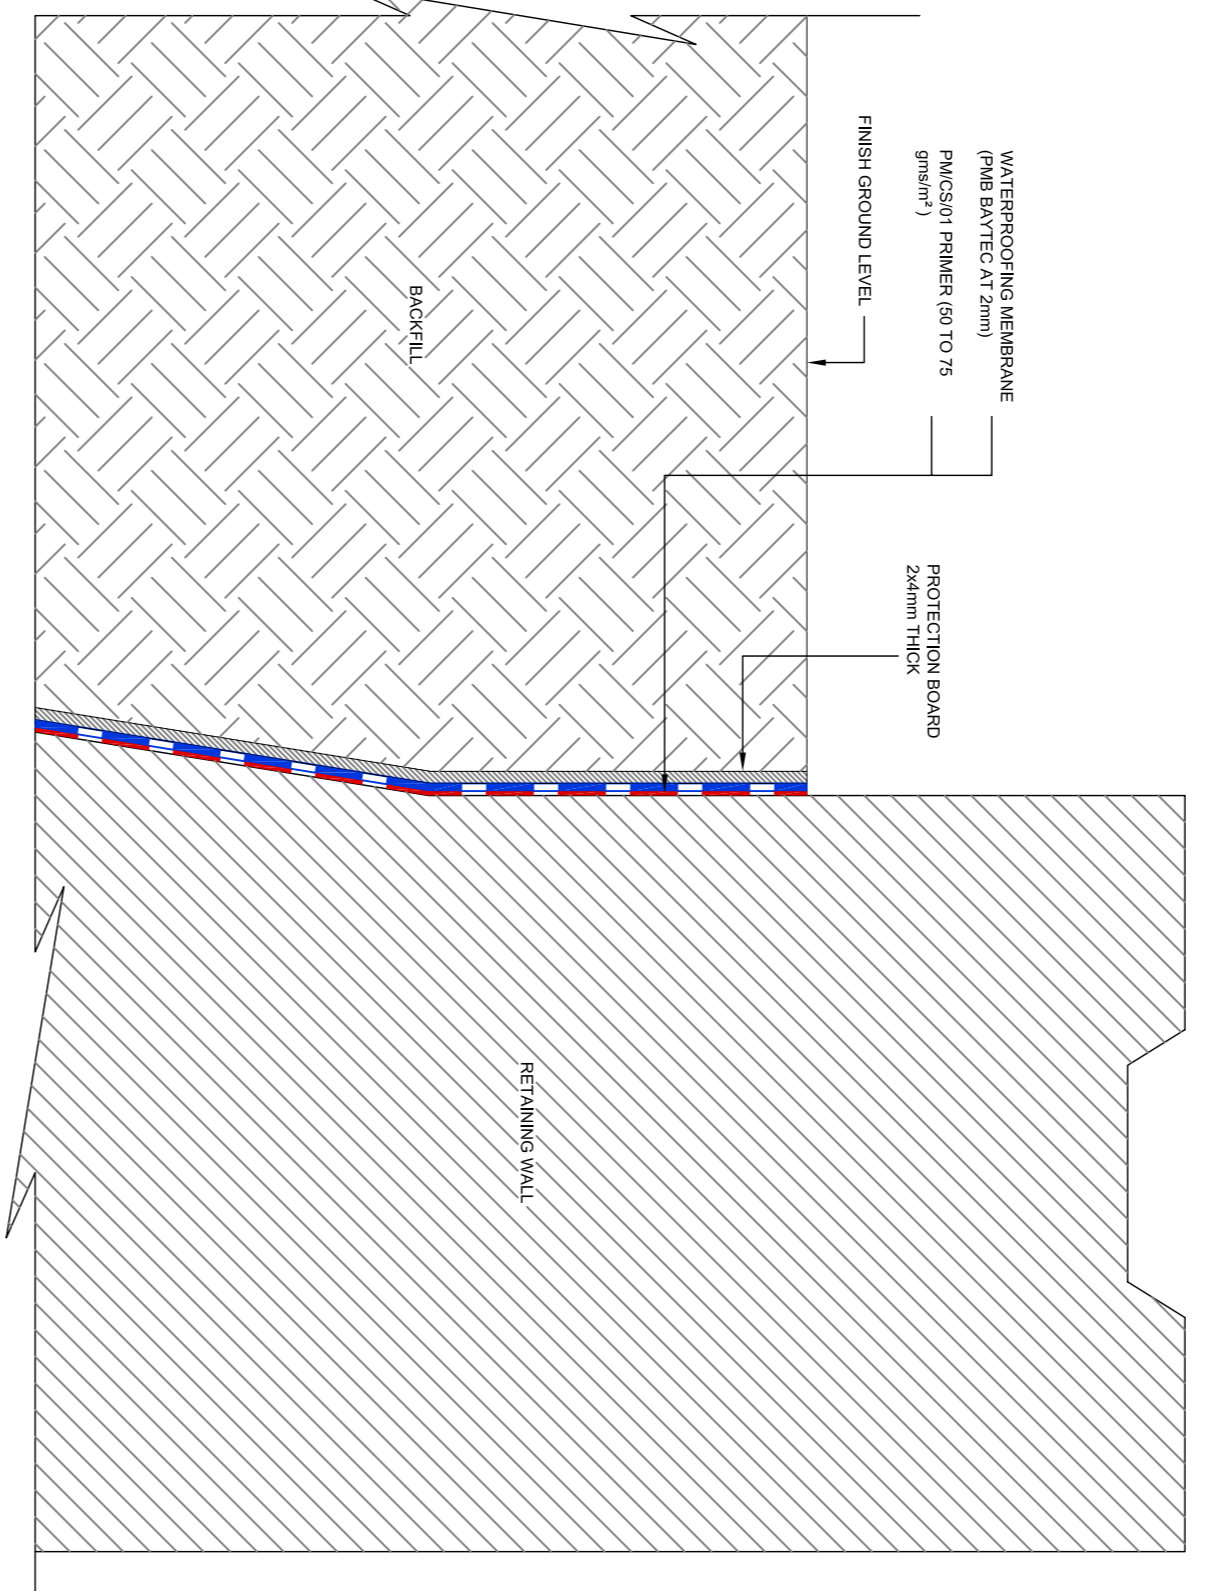 WATERPROOFING MEMBRANE
(PMB BAYTEC AT 2mm)
PM/CS/01 PRIMER (50 TO 75
gms/m²)
FINISH GROUND LEVEL
PROTECTION BOARD
2x4mm THICK
BACKFILL
RETAINING WALL